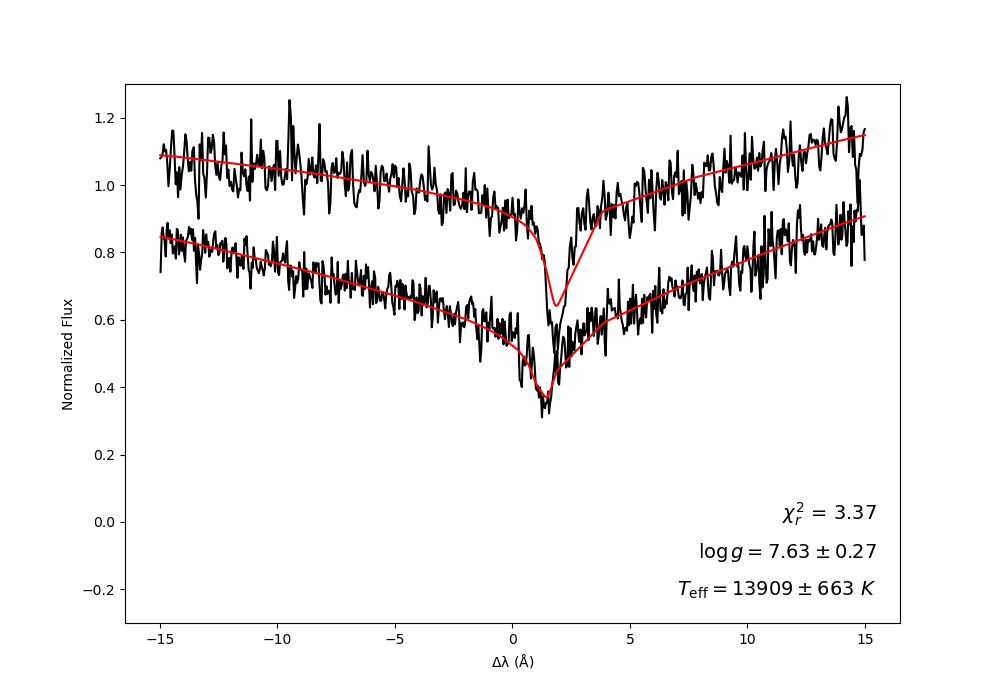 1.2
1.0
0.8
0.6
0.4
0.2
0.0
−0.2
Normalized Flux
χ²ᵣ = 3.37
log g = 7.63 ± 0.27
T_eff = 13909 ± 663 K
−15 −10 −5 0 5 10 15
Δλ (Å)